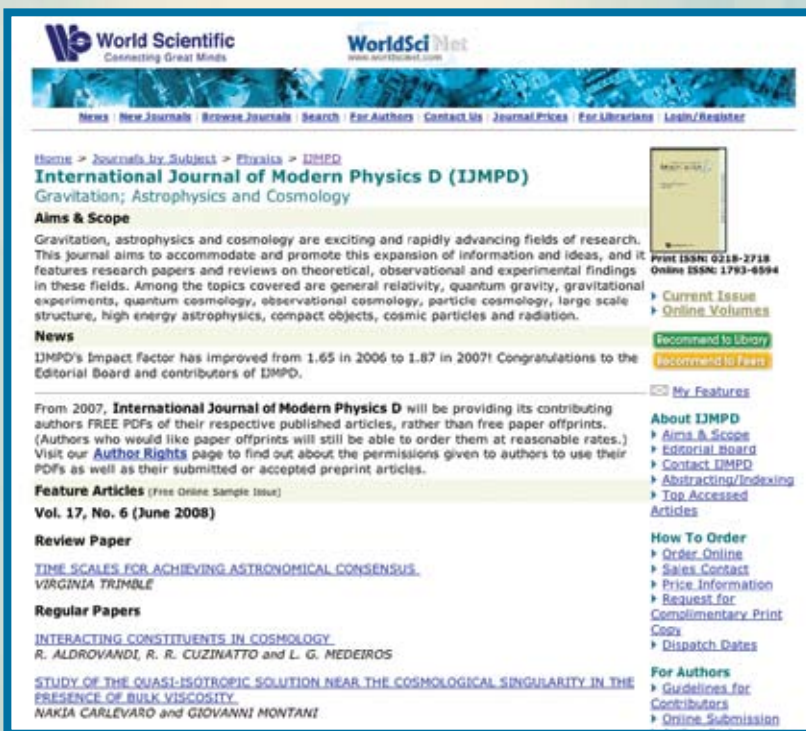 World Scientific
Connecting Great Minds
WorldSciNet
www.worldscinet.com
News | New Journals | Browse Journals | Search | For Authors | Contact Us | Journal Prices | For Librarians | Login/Register
Home > Journals by Subject > Physics > IJMPD
International Journal of Modern Physics D (IJMPD)
Gravitation; Astrophysics and Cosmology
Aims & Scope
Gravitation, astrophysics and cosmology are exciting and rapidly advancing fields of research.
This journal aims to accommodate and promote this expansion of information and ideas, and it
features research papers and reviews on theoretical, observational and experimental findings
in these fields. Among the topics covered are general relativity, quantum gravity, gravitational
experiments, quantum cosmology, observational cosmology, particle cosmology, large scale
structure, high energy astrophysics, compact objects, cosmic particles and radiation.
News
IJMPD's Impact factor has improved from 1.65 in 2006 to 1.87 in 2007! Congratulations to the
Editorial Board and contributors of IJMPD.
From 2007, International Journal of Modern Physics D will be providing its contributing
authors FREE PDFs of their respective published articles, rather than free paper offprints.
(Authors who would like paper offprints will still be able to order them at reasonable rates.)
Visit our Author Rights page to find out about the permissions given to authors to use their
PDFs as well as their submitted or accepted preprint articles.
Feature Articles (Free Online Sample Issue)
Vol. 17, No. 6 (June 2008)
Review Paper
TIME SCALES FOR ACHIEVING ASTRONOMICAL CONSENSUS
VIRGINIA TRIMBLE
Regular Papers
INTERACTING CONSTITUENTS IN COSMOLOGY
R. ALDROVANDI, R. R. CUZINATTO and L. G. MEDEIROS
STUDY OF THE QUASI-ISOTROPIC SOLUTION NEAR THE COSMOLOGICAL SINGULARITY IN THE
PRESENCE OF BULK VISCOSITY
NAKIA CARLEVARO and GIOVANNI MONTANI
Print ISSN: 0218-2718
Online ISSN: 1793-6594
Current Issue
Online Volumes
Recommend to Library
Recommend to Peers
My Features
About IJMPD
Aims & Scope
Editorial Board
Contact IJMPD
Abstracting/Indexing
Top Accessed
Articles
How To Order
Order Online
Sales Contact
Price Information
Request for
Complimentary Print
Copy
Dispatch Dates
For Authors
Guidelines for
Contributors
Online Submission